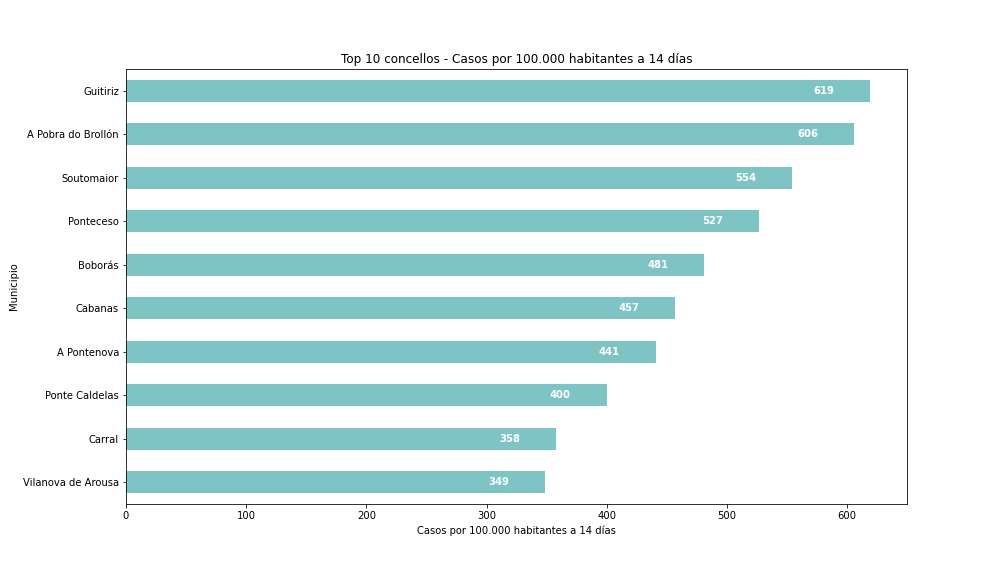 Top 10 concellos - Casos por 100.000 habitantes a 14 días
Municipio
Guitiriz 619
A Pobra do Brollón 606
Soutomaior 554
Ponteceso 527
Boborás 481
Cabanas 457
A Pontenova 441
Ponte Caldelas 400
Carral 358
Vilanova de Arousa 349
0 100 200 300 400 500 600
Casos por 100.000 habitantes a 14 días